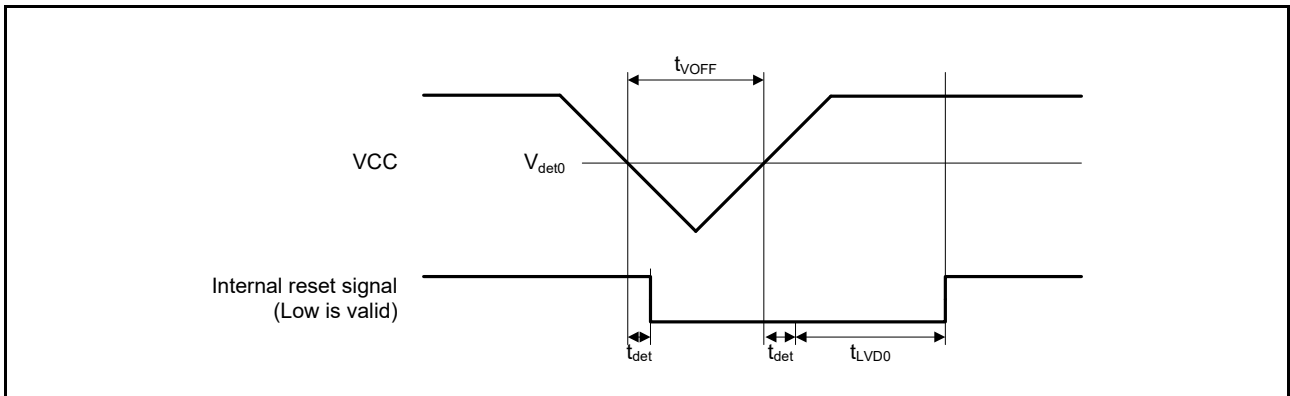 tVOFF
VCC
Vdet0
Internal reset signal
(Low is valid)
tdet
tdet
tLVD0